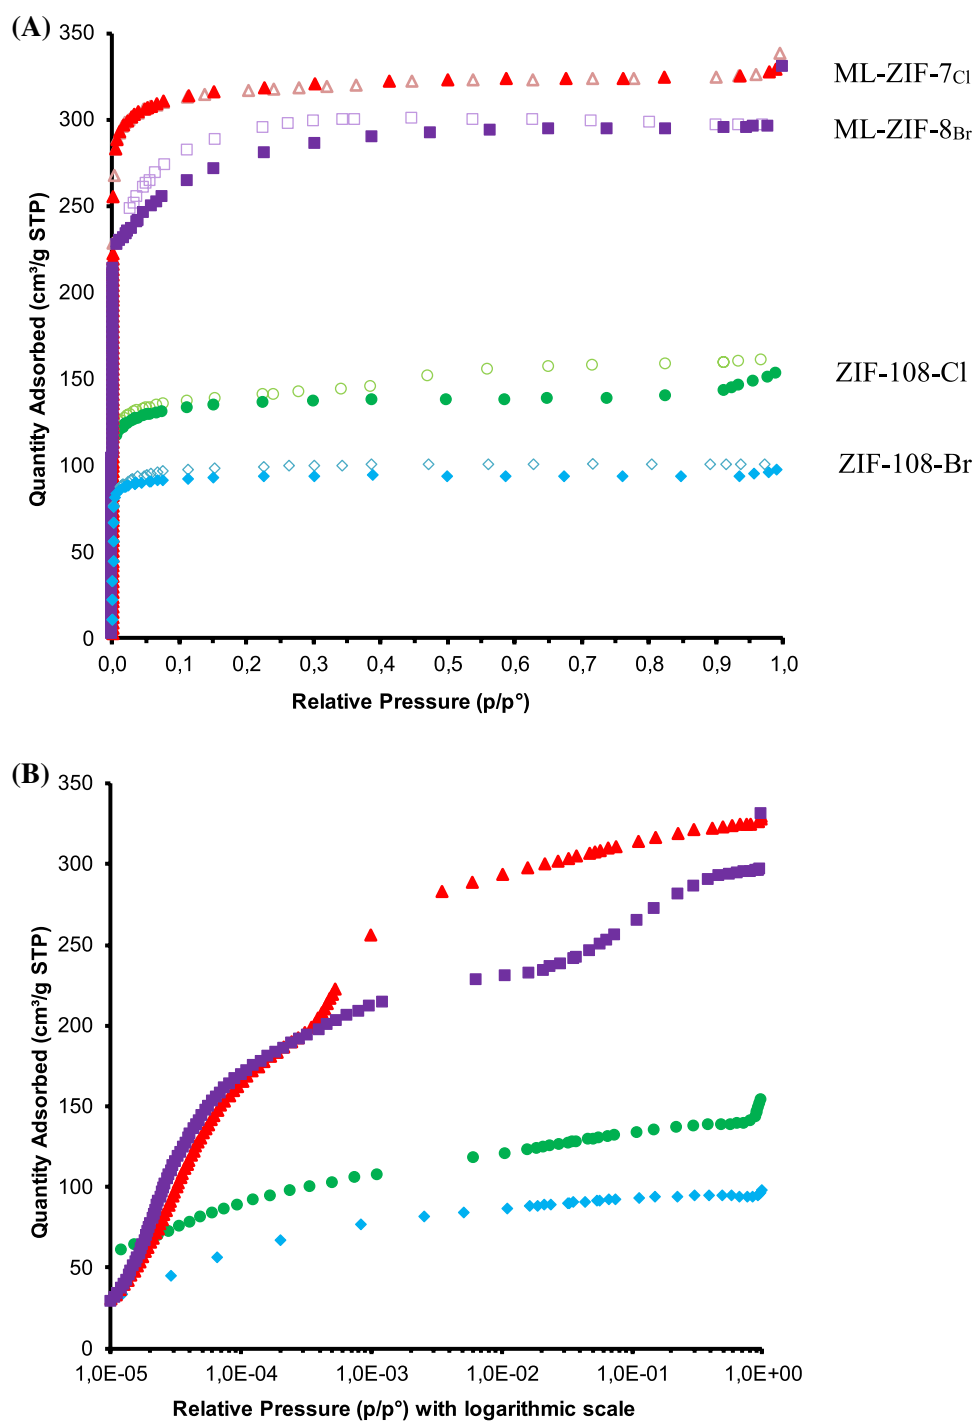 (A)
350
300
250
200
150
100
50
0
Quantity Adsorbed (cm³/g STP)
ML-ZIF-7Cl
ML-ZIF-8Br
ZIF-108-Cl
ZIF-108-Br
0,0 0,1 0,2 0,3 0,4 0,5 0,6 0,7 0,8 0,9 1,0
Relative Pressure (p/p°)
(B)
350
300
250
200
150
100
50
0
Quantity Adsorbed (cm³/g STP)
1,0E-05 1,0E-04 1,0E-03 1,0E-02 1,0E-01 1,0E+00
Relative Pressure (p/p°) with logarithmic scale